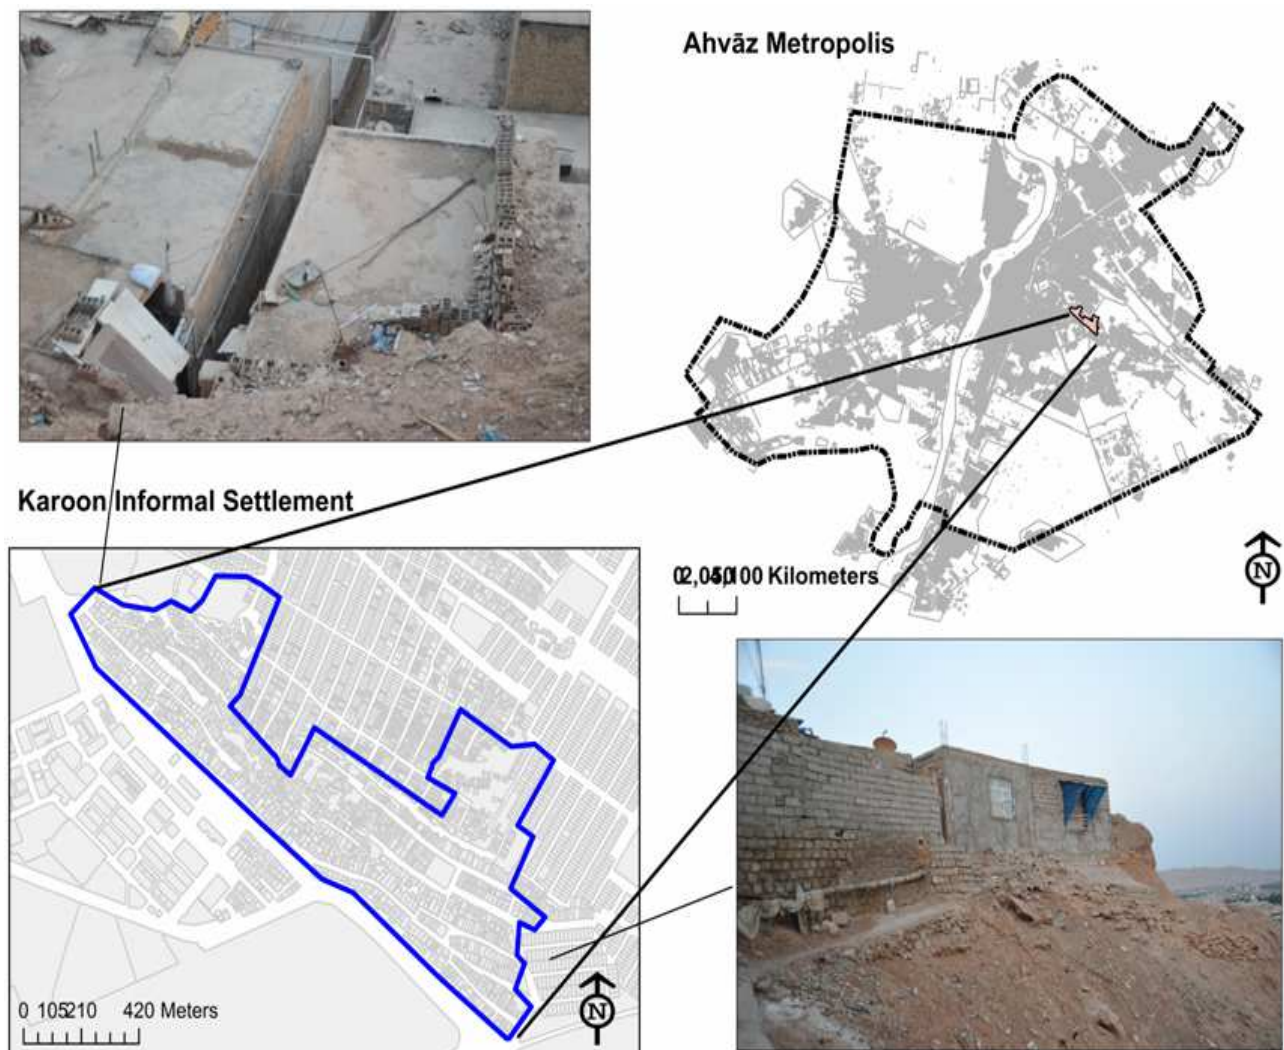 Ahvāz Metropolis
Karoon Informal Settlement
Kilometers
N
0 105 210 420 Meters
N